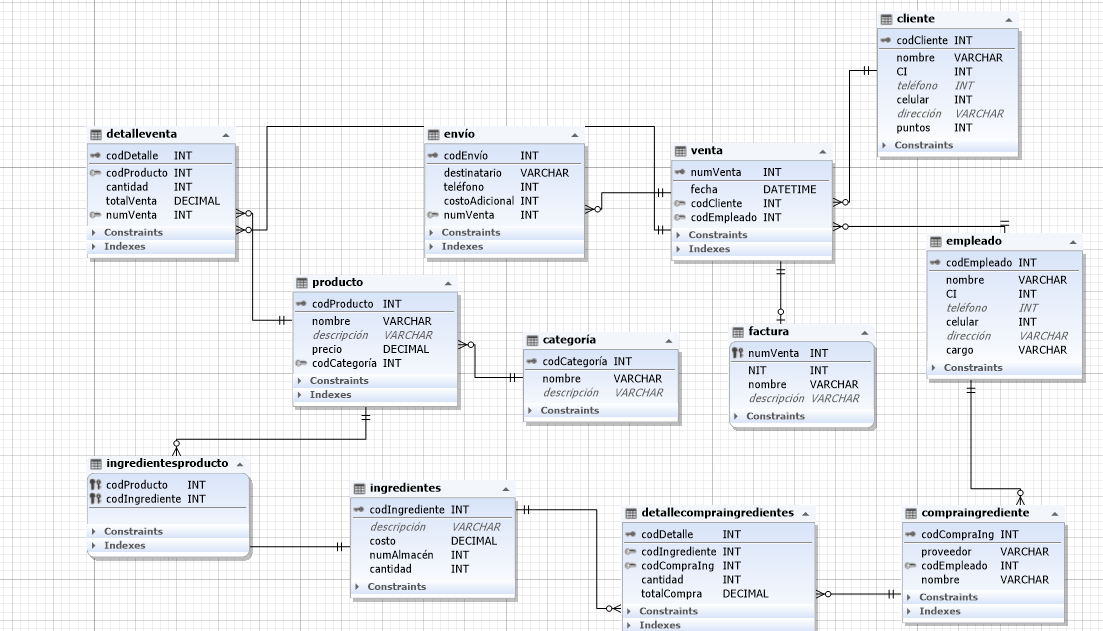 cliente
codCliente INT
nombre VARCHAR
CI INT
teléfono INT
celular INT
dirección VARCHAR
puntos INT
Constraints
detalleventa
codDetalle INT
codProducto INT
cantidad INT
totalVenta DECIMAL
numVenta INT
Constraints
Indexes
envío
codEnvío INT
destinatario VARCHAR
teléfono INT
costoAdicional INT
numVenta INT
Constraints
Indexes
venta
numVenta INT
fecha DATETIME
codCliente INT
codEmpleado INT
Constraints
Indexes
empleado
codEmpleado INT
nombre VARCHAR
CI INT
teléfono INT
celular INT
dirección VARCHAR
cargo VARCHAR
Constraints
producto
codProducto INT
nombre VARCHAR
descripción VARCHAR
precio DECIMAL
codCategoría INT
Constraints
Indexes
categoría
codCategoría INT
nombre VARCHAR
descripción VARCHAR
Constraints
factura
numVenta INT
NIT INT
nombre VARCHAR
descripción VARCHAR
Constraints
ingredientesproducto
codProducto INT
codIngrediente INT
Constraints
Indexes
ingredientes
codIngrediente INT
descripción VARCHAR
costo DECIMAL
numAlmacén INT
cantidad INT
Constraints
detallecompraingredientes
codDetalle INT
codIngrediente INT
codCompraIng INT
cantidad INT
totalCompra DECIMAL
Constraints
Indexes
compraingrediente
codCompraIng INT
proveedor VARCHAR
codEmpleado INT
nombre VARCHAR
Constraints
Indexes